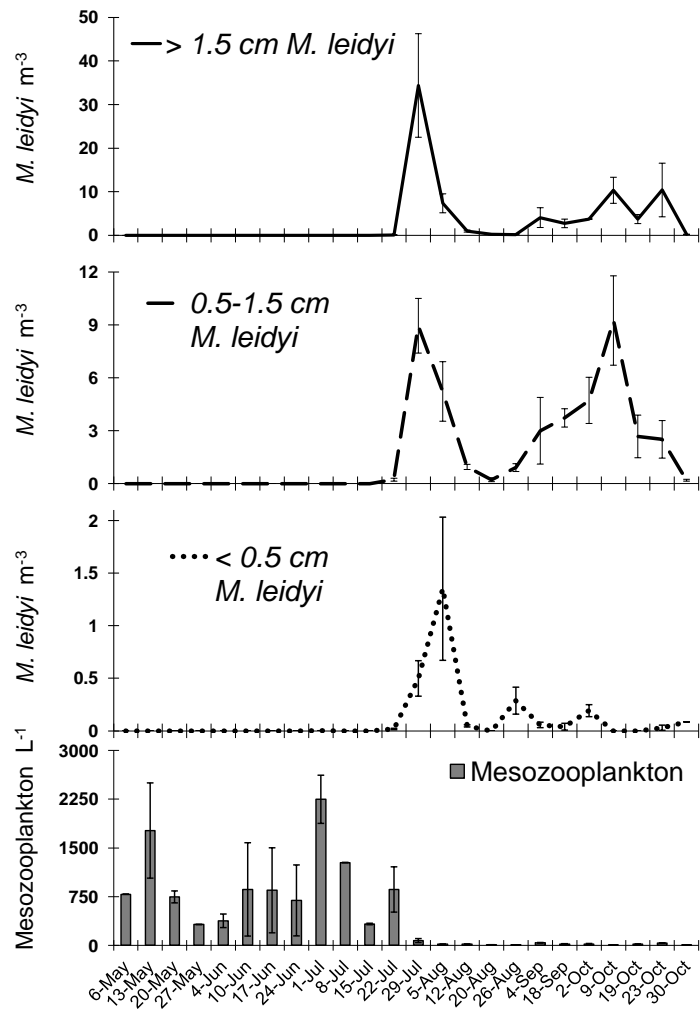 50
40
30
20
10
0
M. leidyi m⁻³
> 1.5 cm M. leidyi
12
9
6
3
0
M. leidyi m⁻³
0.5-1.5 cm
M. leidyi
2
1.5
1
0.5
0
M. leidyi m⁻³
< 0.5 cm
M. leidyi
3000
2250
1500
750
0
Mesozooplankton L⁻¹
Mesozooplankton
6-May
13-May
20-May
27-May
4-Jun
10-Jun
17-Jun
24-Jun
1-Jul
8-Jul
15-Jul
22-Jul
29-Jul
5-Aug
12-Aug
20-Aug
26-Aug
4-Sep
18-Sep
2-Oct
9-Oct
19-Oct
23-Oct
30-Oct